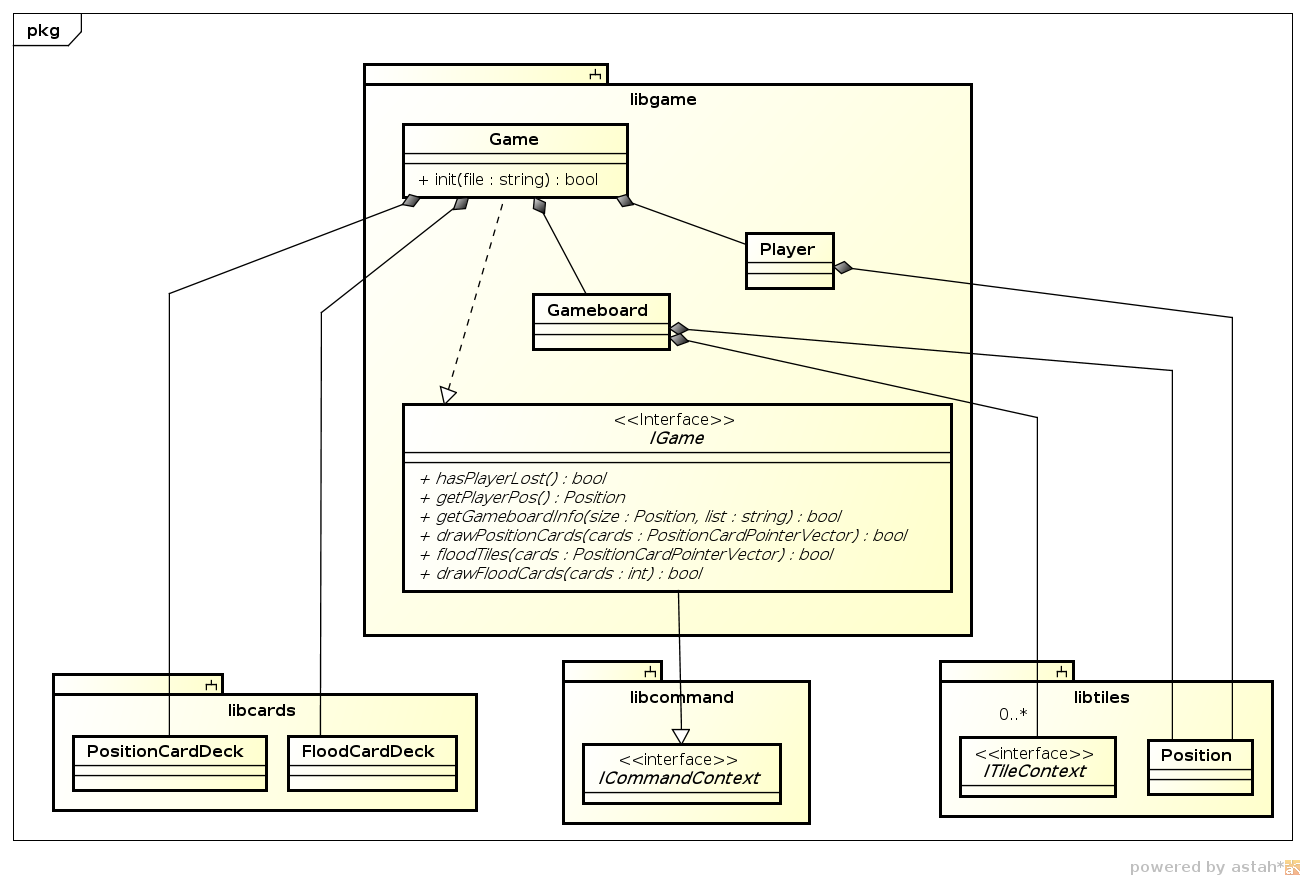 pkg
libgame
Game
+ init(file : string) : bool
Player
Gameboard
<<Interface>>
IGame
+ hasPlayerLost() : bool
+ getPlayerPos() : Position
+ getGameboardInfo(size : Position, list : string) : bool
+ drawPositionCards(cards : PositionCardPointerVector) : bool
+ floodTiles(cards : PositionCardPointerVector) : bool
+ drawFloodCards(cards : int) : bool
libcards
PositionCardDeck
FloodCardDeck
libcommand
<<interface>>
ICommandContext
libtiles
0..*
<<interface>>
ITileContext
Position
powered by astah*